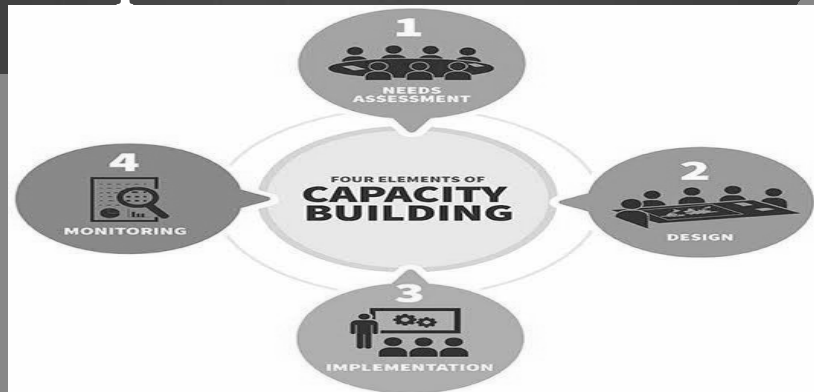 1
NEEDS
ASSESSMENT
4
MONITORING
FOUR ELEMENTS OF
CAPACITY
BUILDING
2
DESIGN
3
IMPLEMENTATION